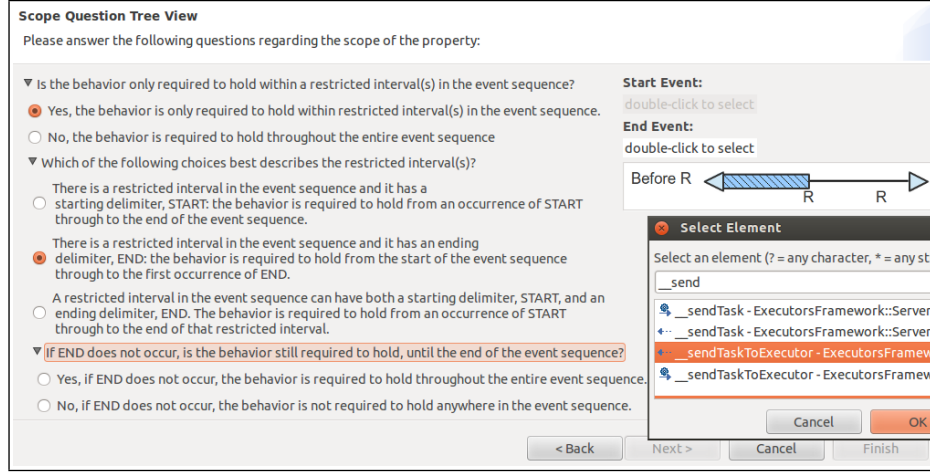 Scope Question Tree View
Please answer the following questions regarding the scope of the property:
Is the behavior only required to hold within a restricted interval(s) in the event sequence?
Yes, the behavior is only required to hold within restricted interval(s) in the event sequence.
No, the behavior is required to hold throughout the entire event sequence
Which of the following choices best describes the restricted interval(s)?
There is a restricted interval in the event sequence and it has a
starting delimiter, START: the behavior is required to hold from an occurrence of START
through to the end of the event sequence.
There is a restricted interval in the event sequence and it has an ending
delimiter, END: the behavior is required to hold from the start of the event sequence
through to the first occurrence of END.
A restricted interval in the event sequence can have both a starting delimiter, START, and an
ending delimiter, END. The behavior is required to hold from an occurrence of START
through to the end of that restricted interval.
If END does not occur, is the behavior still required to hold, until the end of the event sequence?
Yes, if END does not occur, the behavior is required to hold throughout the entire event sequence.
No, if END does not occur, the behavior is not required to hold anywhere in the event sequence.
Start Event:
double-click to select
End Event:
double-click to select
Before R
R R
Select Element
Select an element (? = any character, * = any st
__send
__sendTask - ExecutorsFramework::Server
__sendTask - ExecutorsFramework::Server
__sendTaskToExecutor - ExecutorsFramew
__sendTaskToExecutor - ExecutorsFramew
Cancel OK
< Back Next > Cancel Finish